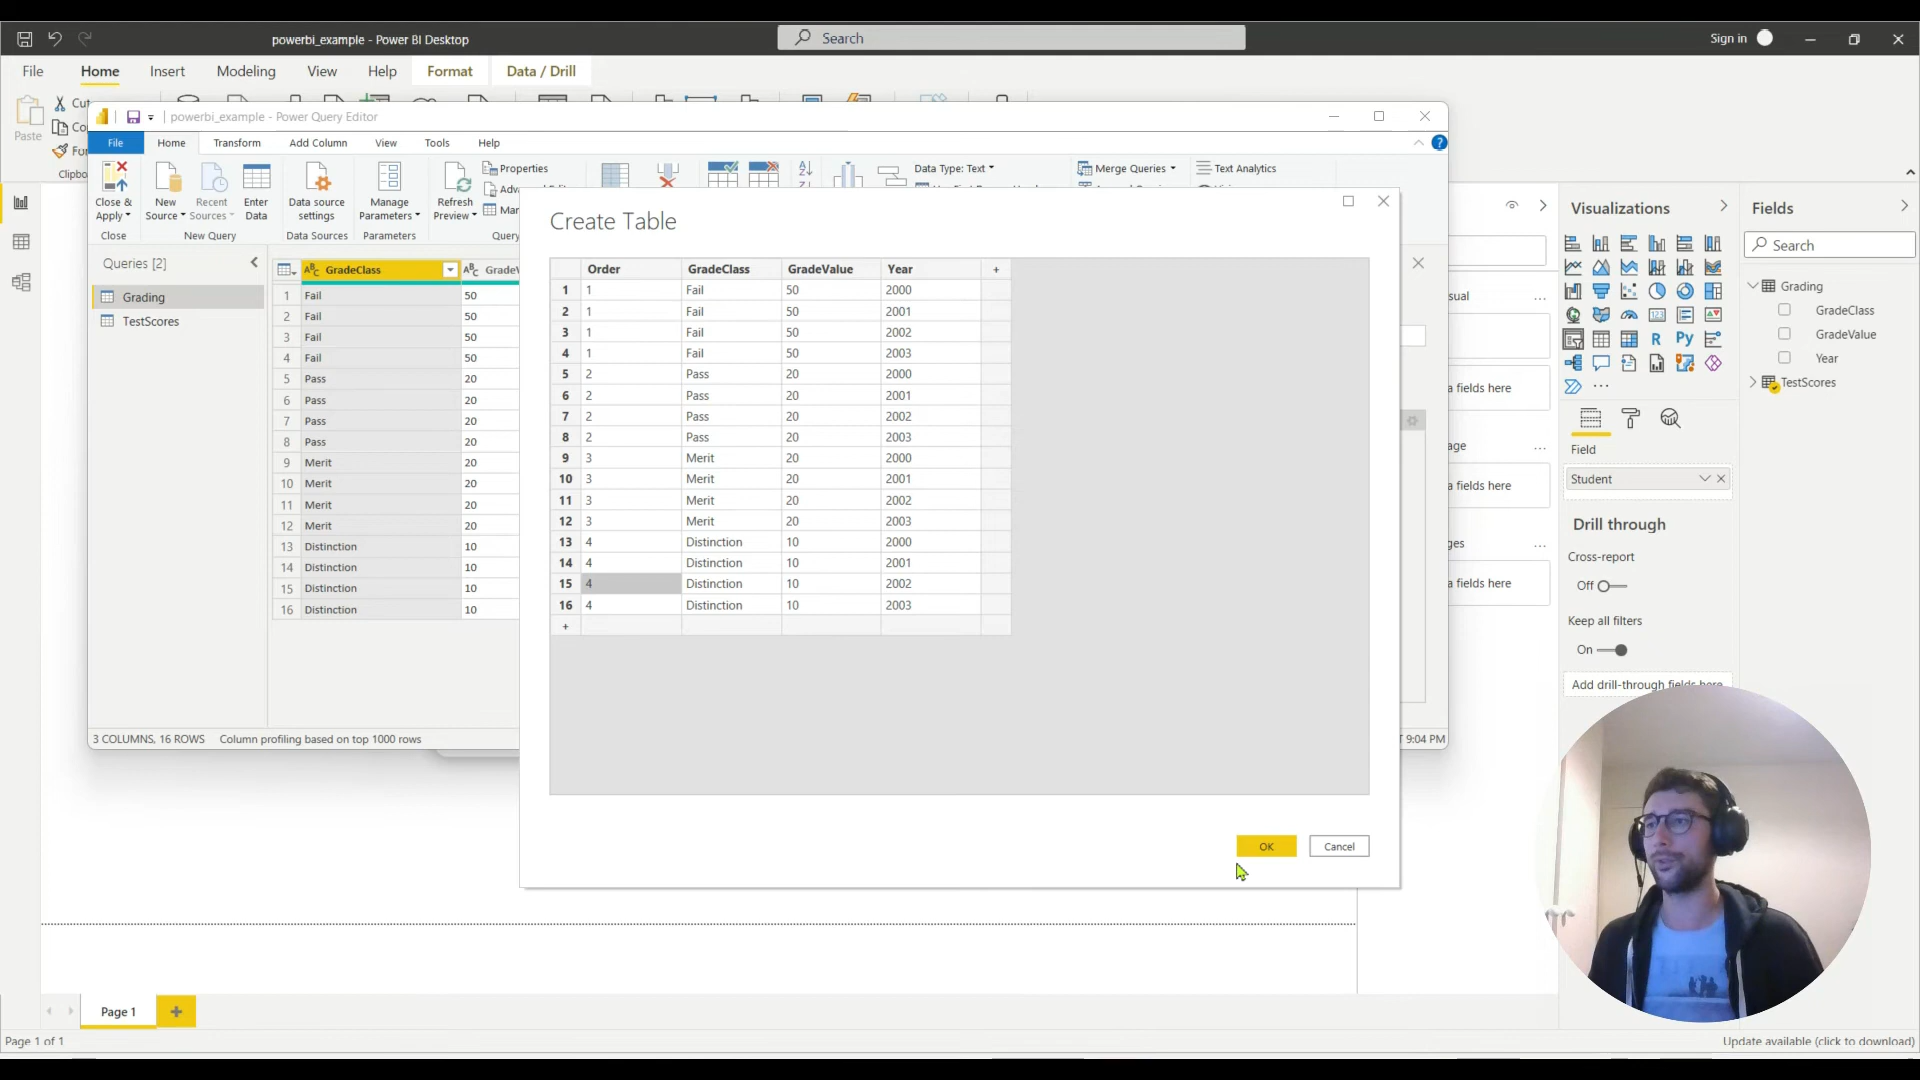 powerbi_example - Power BI Desktop
Search
Sign in
File Home Insert Modeling View Help Format Data / Drill
Paste
powerbi_example - Power Query Editor
File Home Transform Add Column View Tools Help
Close & Apply
New Source
Recent Sources
Enter Data
Data source settings
Manage Parameters
Refresh Preview
Properties
Data Type: Text
Merge Queries
Text Analytics
Close
New Query
Data Sources
Parameters
Queries [2]
Grading
TestScores
GradeClass
1 Fail 50
2 Fail 50
3 Fail 50
4 Fail 50
5 Pass 20
6 Pass 20
7 Pass 20
8 Pass 20
9 Merit 20
10 Merit 20
11 Merit 20
12 Merit 20
13 Distinction 10
14 Distinction 10
15 Distinction 10
16 Distinction 10
3 COLUMNS, 16 ROWS Column profiling based on top 1000 rows
9:04 PM
Create Table
Order GradeClass GradeValue Year +
1 1 Fail 50 2000
2 1 Fail 50 2001
3 1 Fail 50 2002
4 1 Fail 50 2003
5 2 Pass 20 2000
6 2 Pass 20 2001
7 2 Pass 20 2002
8 2 Pass 20 2003
9 3 Merit 20 2000
10 3 Merit 20 2001
11 3 Merit 20 2002
12 3 Merit 20 2003
13 4 Distinction 10 2000
14 4 Distinction 10 2001
15 4 Distinction 10 2002
16 4 Distinction 10 2003
+
OK Cancel
fields here
fields here
fields here
Visualizations
R Py
Field
Student
Drill through
Cross-report
Off
Keep all filters
On
Add drill-through fields here
Fields
Search
Grading
GradeClass
GradeValue
Year
TestScores
Page 1
+
Page 1 of 1
Update available (click to download)